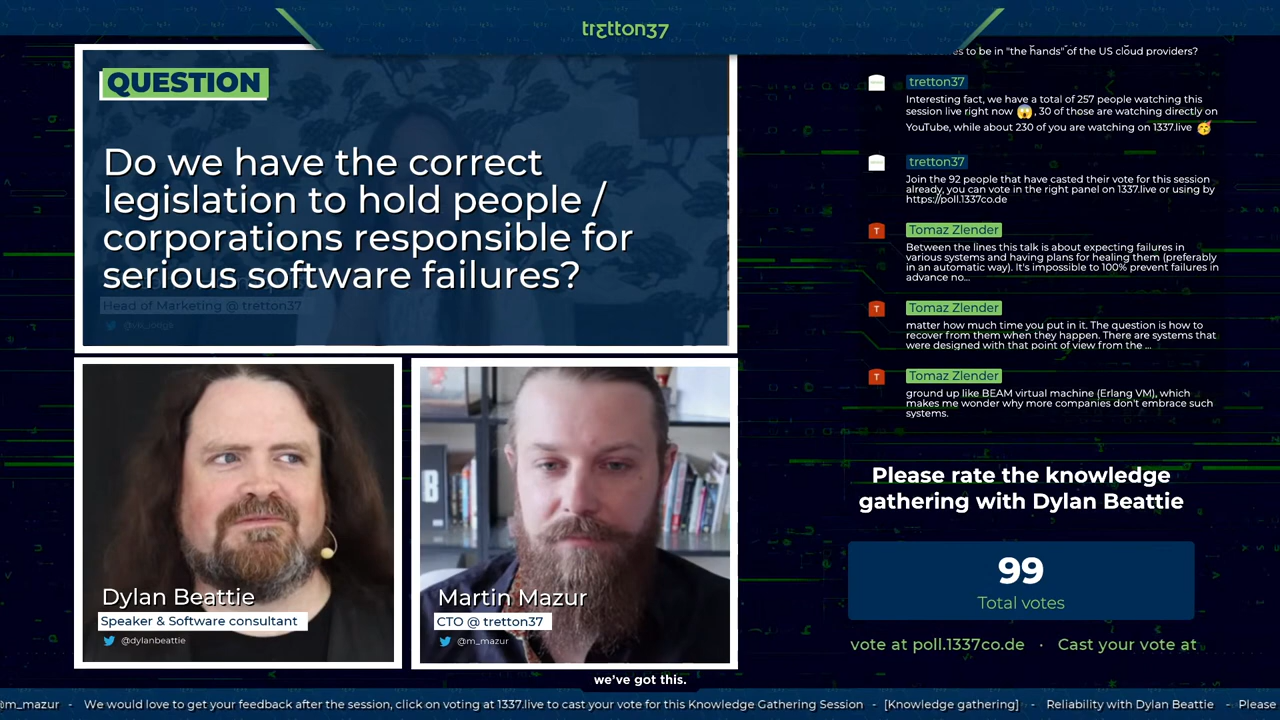 tretton37
QUESTION
Do we have the correct
legislation to hold people /
corporations responsible for
serious software failures?
Head of Marketing @ tretton37
to be in "the hands" of the US cloud providers?
tretton37
Interesting fact, we have a total of 257 people watching this
session live right now 😱, 30 of those are watching directly on
YouTube, while about 230 of you are watching on 1337.live 🥳
tretton37
Join the 92 people that have casted their vote for this session
already, you can vote in the right panel on 1337.live or using by
https://poll.1337co.de
T
Tomaz Zlender
Between the lines this talk is about expecting failures in
various systems and having plans for healing them (preferably
in an automatic way). It's impossible to 100% prevent failures in
advance no...
T
Tomaz Zlender
matter how much time you put in it. The question is how to
recover from them when they happen. There are systems that
were designed with that point of view from the ...
T
Tomaz Zlender
ground up like BEAM virtual machine (Erlang VM), which
makes me wonder why more companies don't embrace such
systems.
Dylan Beattie
Speaker & Software consultant
@dylanbeattie
B
Martin Mazur
CTO @ tretton37
@m_mazur
Please rate the knowledge
gathering with Dylan Beattie
99
Total votes
vote at poll.1337co.de · Cast your vote at
we've got this.
@m_mazur - We would love to get your feedback after the session, click on voting at 1337.live to cast your vote for this Knowledge Gathering Session - [Knowledge gathering] - Reliability with Dylan Beattie - Please